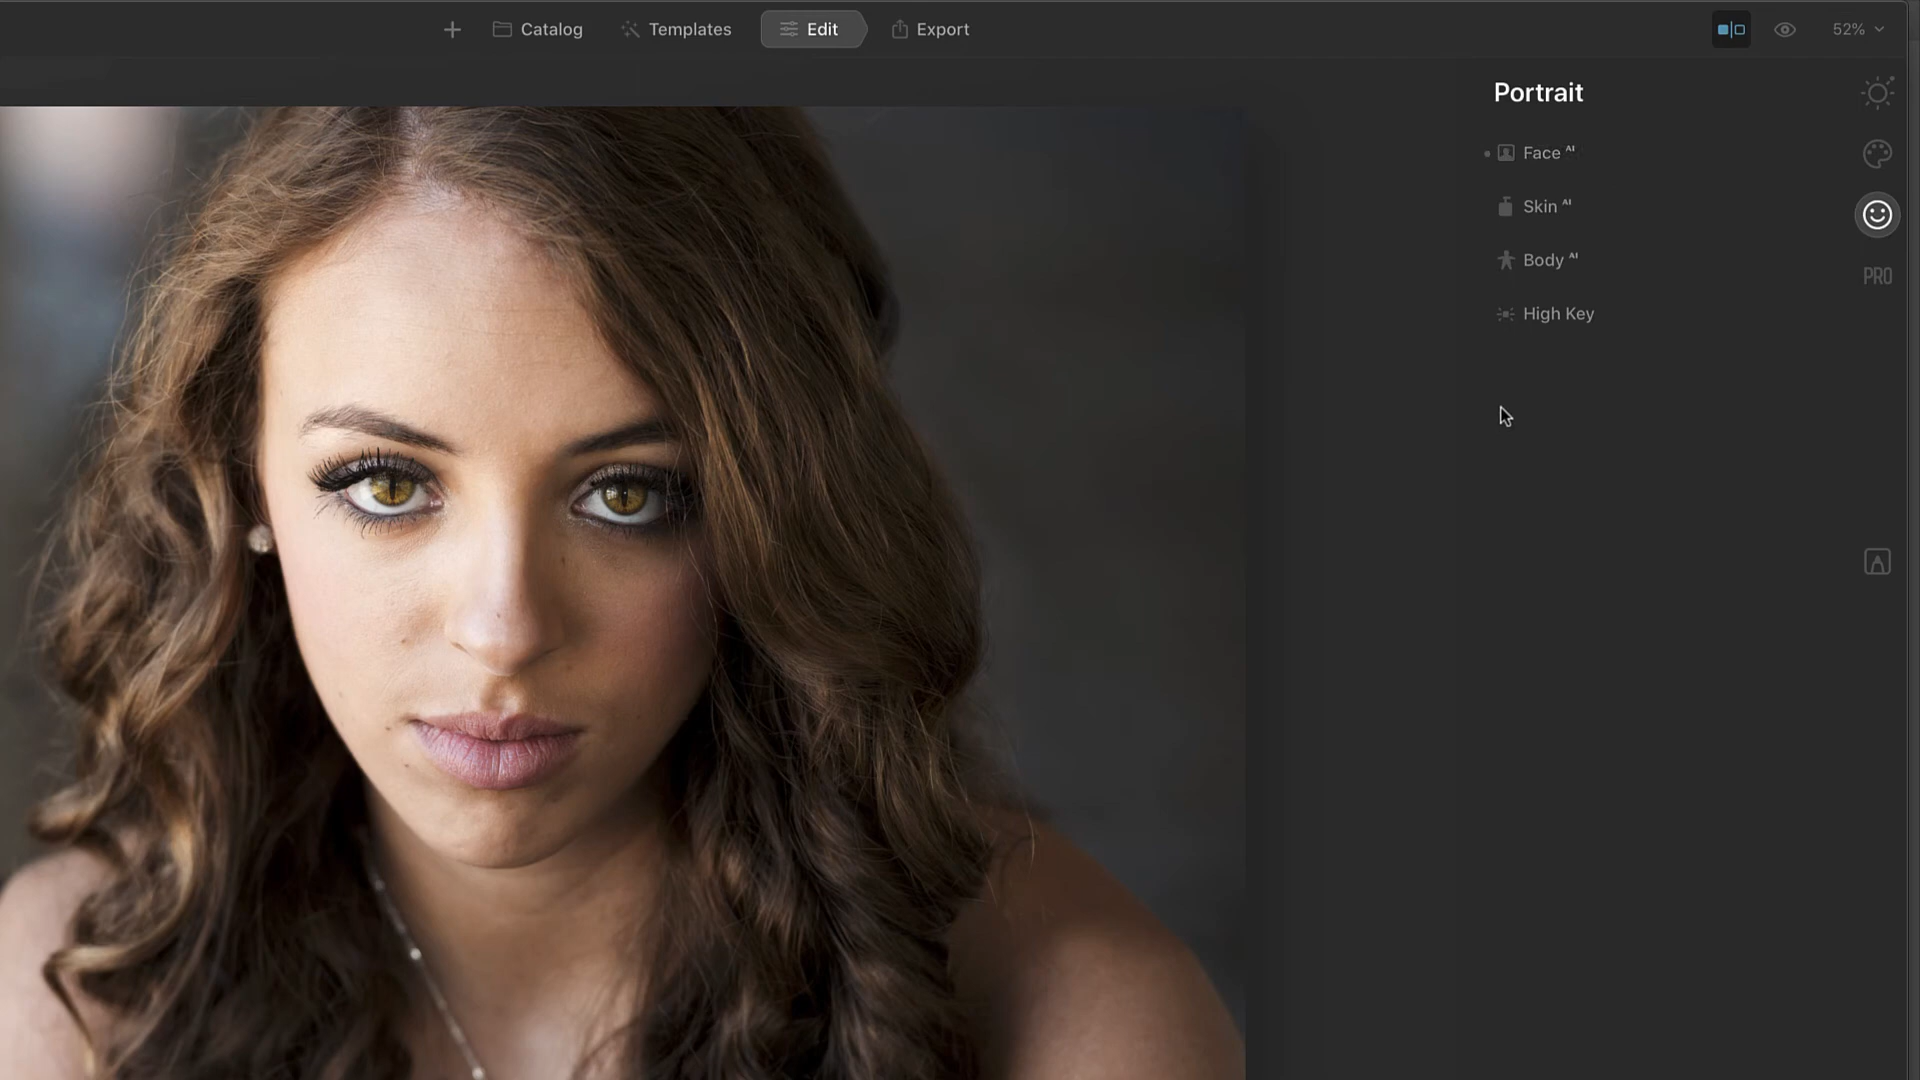 Catalog
Templates
Edit
Export
52%
Portrait
Face AI
Skin AI
Body AI
High Key
PRO